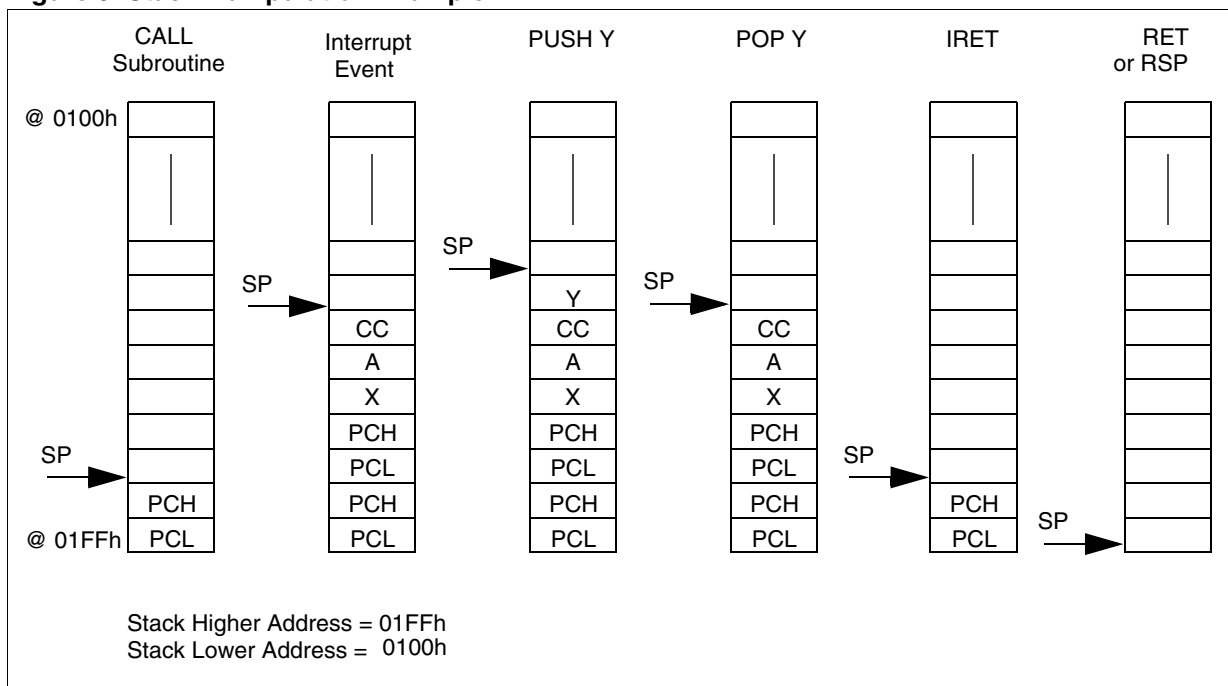 CALL
Subroutine
Interrupt
Event
PUSH Y
POP Y
IRET
RET
or RSP
@ 0100h
SP
SP
SP
Y
CC
CC
CC
A
A
A
X
X
X
PCH
PCH
PCH
SP
PCL
PCL
PCL
SP
PCH
PCH
PCH
PCH
PCH
SP
@ 01FFh
PCL
PCL
PCL
PCL
PCL
Stack Higher Address = 01FFh
Stack Lower Address = 0100h